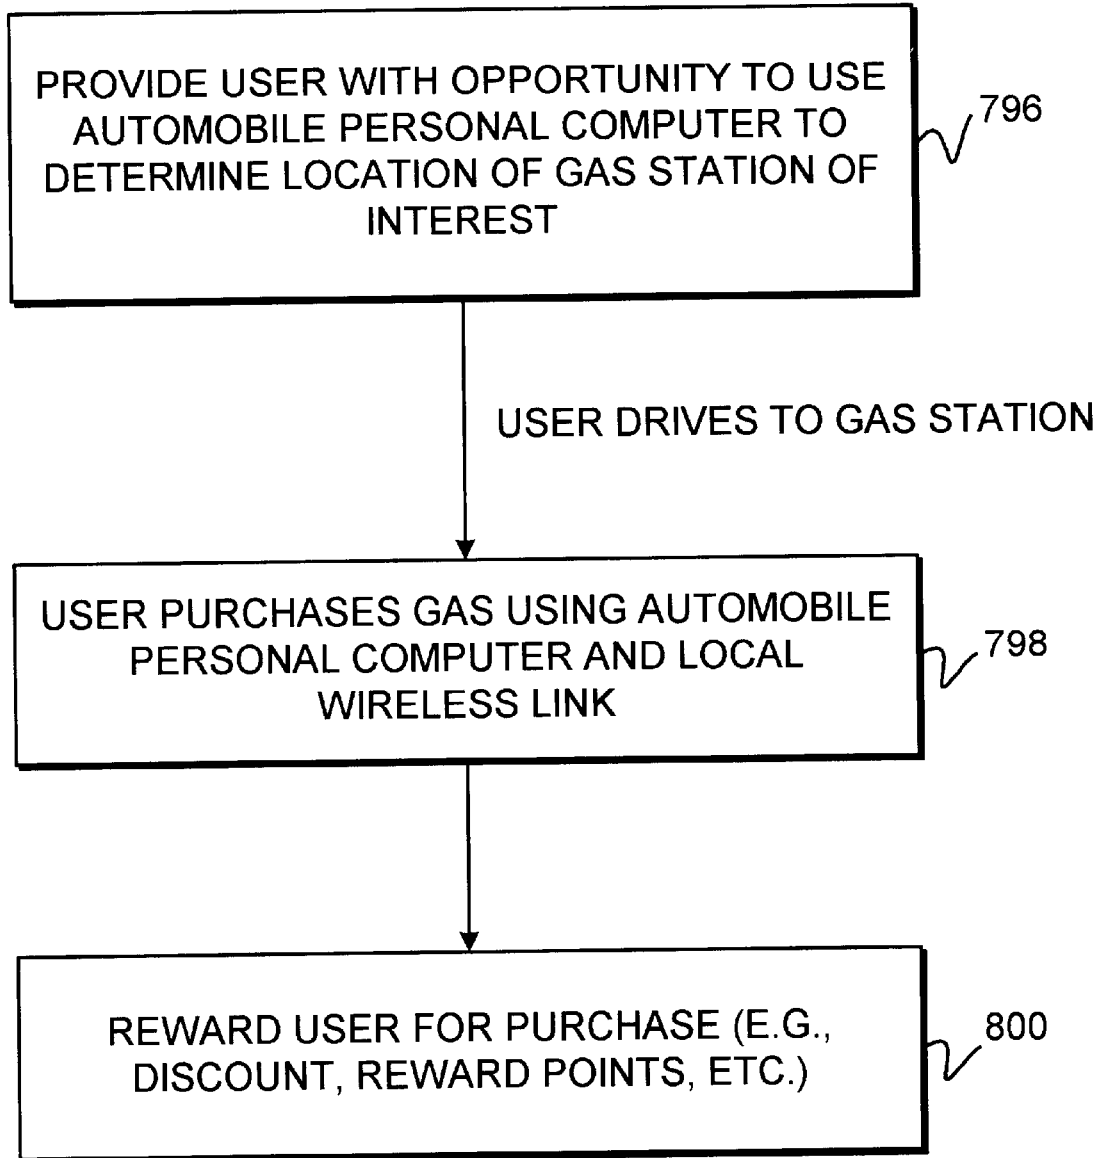 PROVIDE USER WITH OPPORTUNITY TO USE
AUTOMOBILE PERSONAL COMPUTER TO
DETERMINE LOCATION OF GAS STATION OF
INTEREST
796
USER DRIVES TO GAS STATION
USER PURCHASES GAS USING AUTOMOBILE
PERSONAL COMPUTER AND LOCAL
WIRELESS LINK
798
REWARD USER FOR PURCHASE (E.G.,
DISCOUNT, REWARD POINTS, ETC.)
800